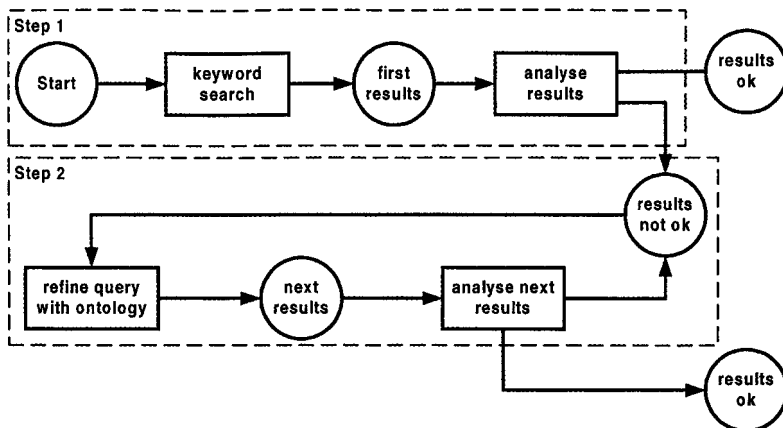 Step 1
Start
keyword
search
first
results
analyse
results
results
ok
Step 2
results
not ok
refine query
with ontology
next
results
analyse next
results
results
ok